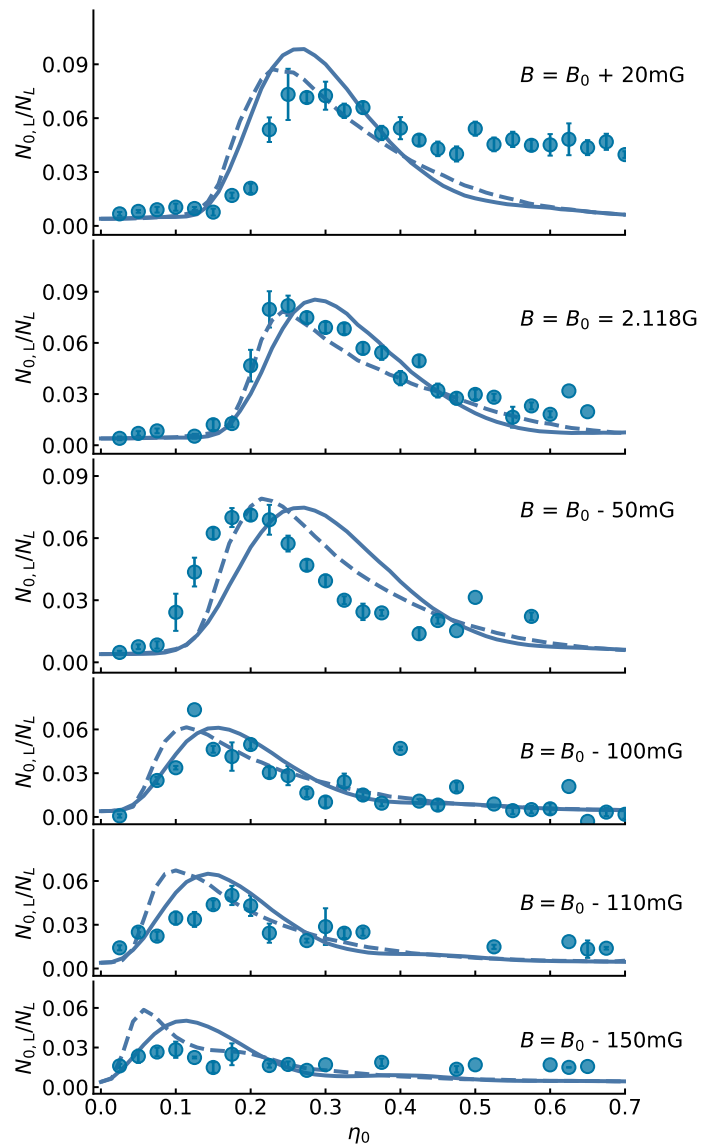 0.09
0.06
0.03
0.00
N0,L/NL
B = B0 + 20mG
0.09
0.06
0.03
0.00
N0,L/NL
B = B0 = 2.118G
0.09
0.06
0.03
0.00
N0,L/NL
B = B0 - 50mG
0.06
0.03
0.00
N0,L/NL
B = B0 - 100mG
0.06
0.03
0.00
N0,L/NL
B = B0 - 110mG
0.06
0.03
0.00
N0,L/NL
B = B0 - 150mG
0.0 0.1 0.2 0.3 0.4 0.5 0.6 0.7
η0